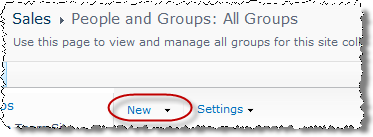 Sales ▸ People and Groups: All Groups
Use this page to view and manage all groups for this site col
New Settings